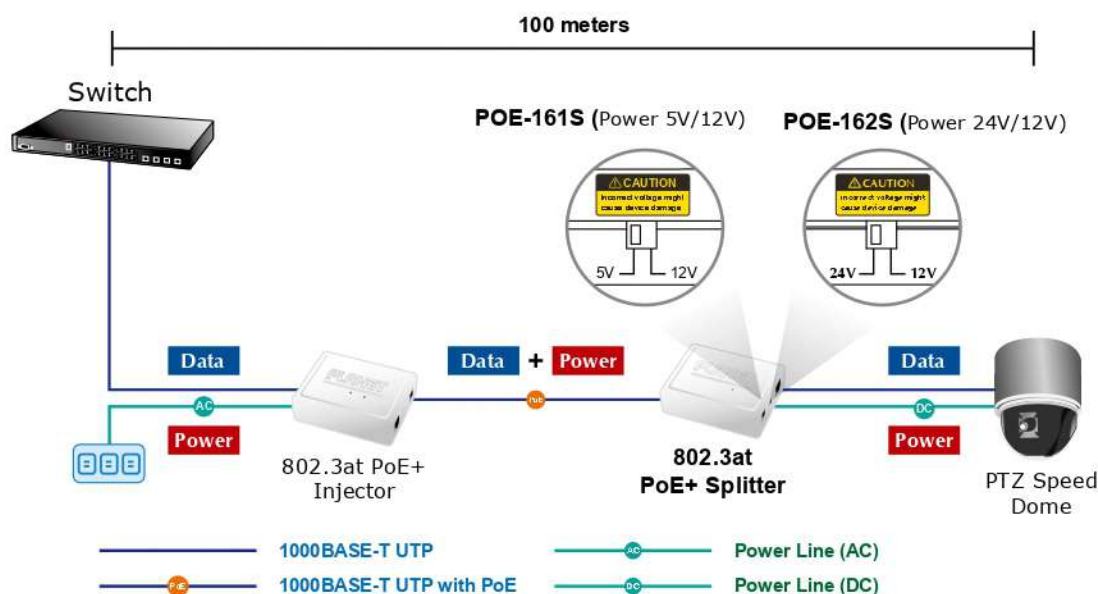 100 meters
Switch
POE-161S (Power 5V/12V)
POE-162S (Power 24V/12V)
CAUTION
Incorrect voltage might
cause device damage
5V 12V
CAUTION
Incorrect voltage might
cause device damage
24V 12V
Data
Data + Power
Data
PLANET
AC
PoE
DC
Power
Power
802.3at PoE+
Injector
802.3at
PoE+ Splitter
PTZ Speed
Dome
1000BASE-T UTP
AC Power Line (AC)
PoE 1000BASE-T UTP with PoE
DC Power Line (DC)